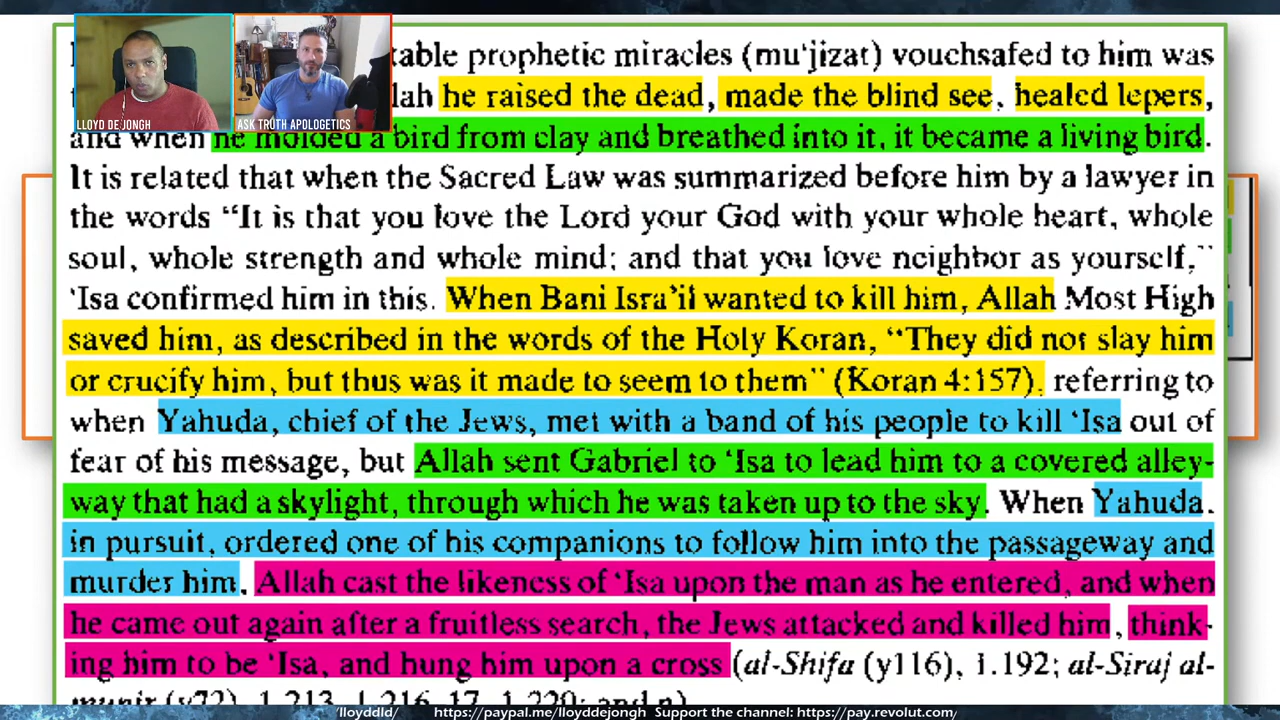 LLOYD DE JONGH
ASK TRUTH APOLOGETICS
kable prophetic miracles (mu'jizat) vouchsafed to him was
lah he raised the dead, made the blind see, healed lepers,
and when he molded a bird from clay and breathed into it, it became a living bird.
It is related that when the Sacred Law was summarized before him by a lawyer in
the words “It is that you love the Lord your God with your whole heart, whole
soul, whole strength and whole mind; and that you love neighbor as yourself,”
‘Isa confirmed him in this. When Bani Isra’il wanted to kill him, Allah Most High
saved him, as described in the words of the Holy Koran, “They did not slay him
or crucify him, but thus was it made to seem to them” (Koran 4:157), referring to
when Yahuda, chief of the Jews, met with a band of his people to kill ‘Isa out of
fear of his message, but Allah sent Gabriel to ‘Isa to lead him to a covered alley-
way that had a skylight, through which he was taken up to the sky. When Yahuda,
in pursuit, ordered one of his companions to follow him into the passageway and
murder him, Allah cast the likeness of ‘Isa upon the man as he entered, and when
he came out again after a fruitless search, the Jews attacked and killed him, think-
ing him to be ‘Isa, and hung him upon a cross (al-Shifa (y116), 1.192; al-Siraj al-
munir (y72), 1.213, 1.216–17, 1.220; and n)
/lloyddld/ https://paypal.me/lloyddejongh Support the channel: https://pay.revolut.com/